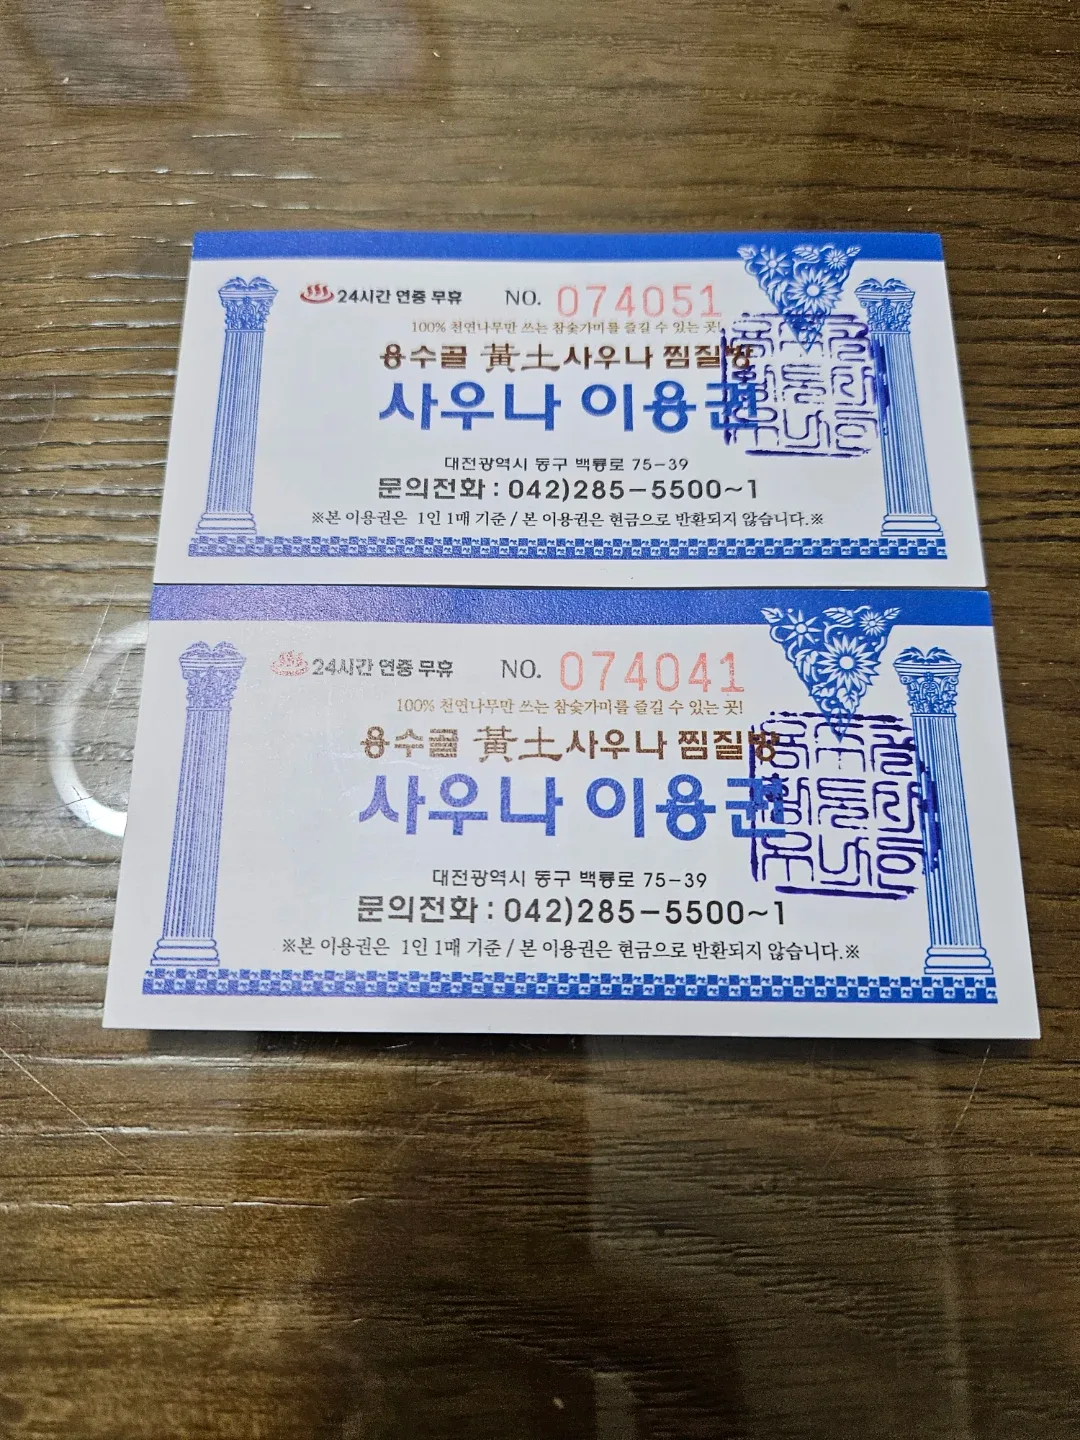 24시간 연중 무휴 NO. 074051
100% 천연나무만 쓰는 참숯가마를 즐길 수 있는 곳!
용수골 黃土사우나 찜질방
사우나 이용권
대전광역시 동구 백룡로 75-39
문의전화 : 042)285-5500~1
※본 이용권은 1인 1매 기준 / 본 이용권은 현금으로 반환되지 않습니다.※
24시간 연중 무휴 NO. 074041
100% 천연나무만 쓰는 참숯가마를 즐길 수 있는 곳!
용수골 黃土사우나 찜질방
사우나 이용권
대전광역시 동구 백룡로 75-39
문의전화 : 042)285-5500~1
※본 이용권은 1인 1매 기준 / 본 이용권은 현금으로 반환되지 않습니다.※